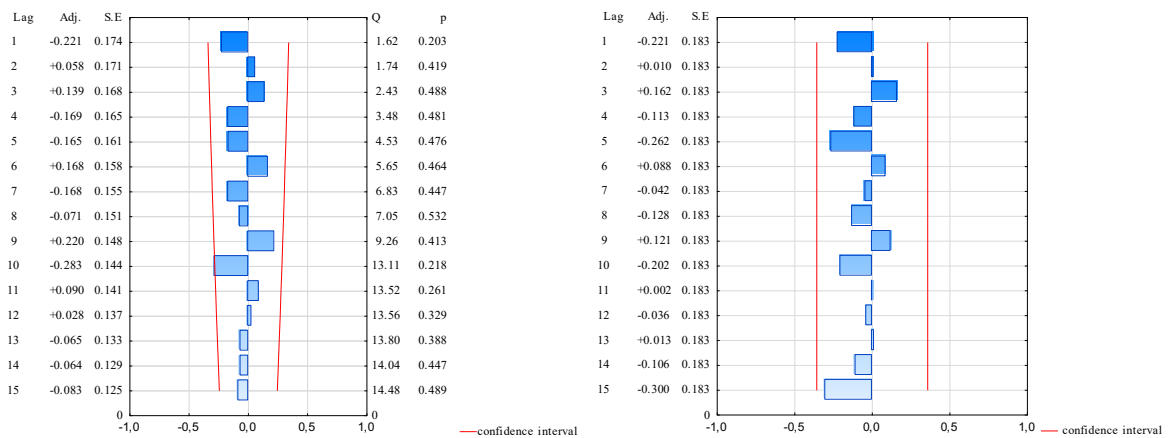 Lag Adj. S.E Q p
1 -0.221 0.174 1.62 0.203
2 +0.058 0.171 1.74 0.419
3 +0.139 0.168 2.43 0.488
4 -0.169 0.165 3.48 0.481
5 -0.165 0.161 4.53 0.476
6 +0.168 0.158 5.65 0.464
7 -0.168 0.155 6.83 0.447
8 -0.071 0.151 7.05 0.532
9 +0.220 0.148 9.26 0.413
10 -0.283 0.144 13.11 0.218
11 +0.090 0.141 13.52 0.261
12 +0.028 0.137 13.56 0.329
13 -0.065 0.133 13.80 0.388
14 -0.064 0.129 14.04 0.447
15 -0.083 0.125 14.48 0.489
0 0
-1,0 -0,5 0,0 0,5 1,0
confidence interval
Lag Adj. S.E
1 -0.221 0.183
2 +0.010 0.183
3 +0.162 0.183
4 -0.113 0.183
5 -0.262 0.183
6 +0.088 0.183
7 -0.042 0.183
8 -0.128 0.183
9 +0.121 0.183
10 -0.202 0.183
11 +0.002 0.183
12 -0.036 0.183
13 +0.013 0.183
14 -0.106 0.183
15 -0.300 0.183
0
-1,0 -0,5 0,0 0,5 1,0
confidence interval